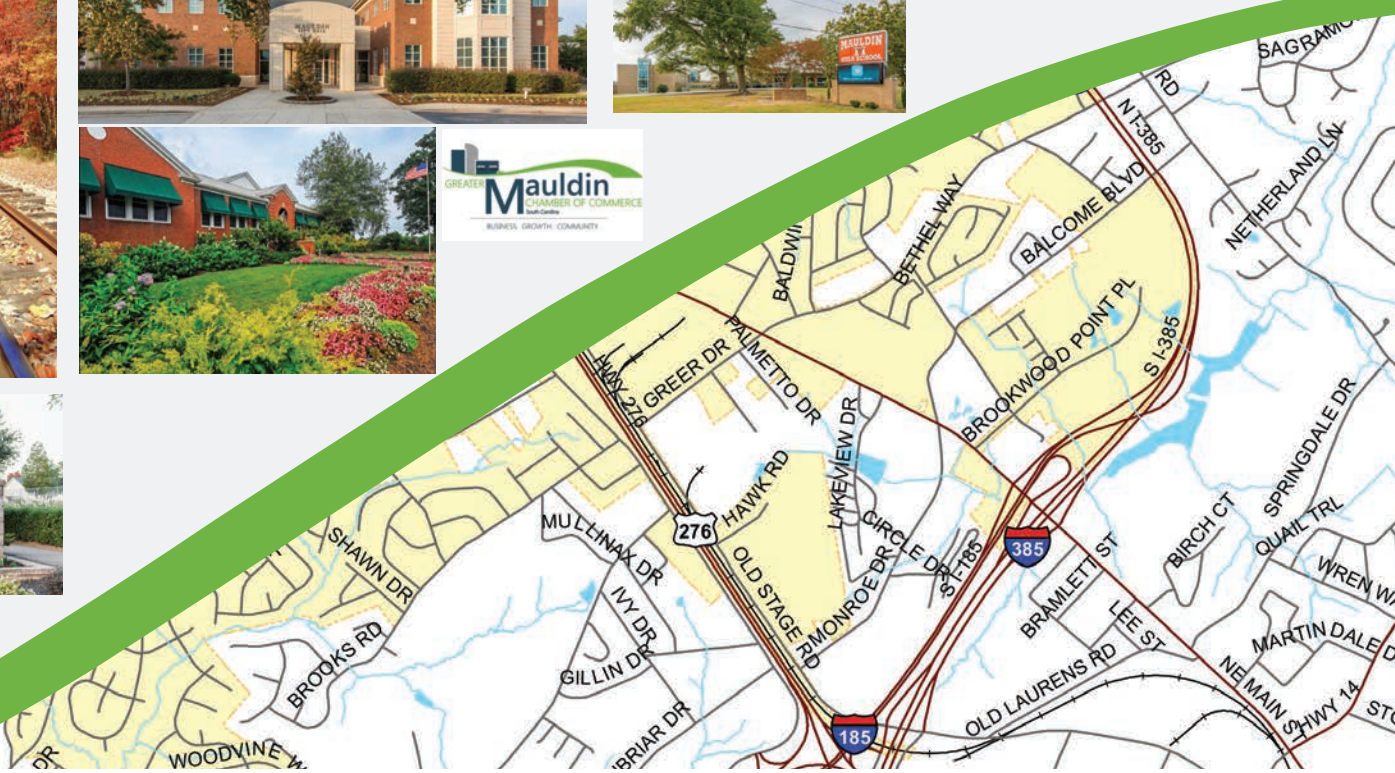 MAULDIN
CITY HALL
MAULDIN
HIGH SCHOOL
GREATER
Mauldin
CHAMBER OF COMMERCE
South Carolina
BUSINESS GROWTH COMMUNITY
SAGRAMO
RD
N I-385
NETHERLAND LN
BALCOME BLVD
BETHEL WAY
BALDWIN
BROOKWOOD POINT PL
S I-385
PALMETTO DR
GREER DR
HWY 276
LAKEVIEW DR
SPRINGDALE DR
HAWK RD
276
MULLINAX DR
CIRCLE DR
S I-185
385
BIRCH CT
QUAIL TRL
SHAWN DR
OLD STAGE RD
MONROE DR
BRAMLETT ST
WREN W
IVY DR
LEE ST
MARTIN DALE D
BROOKS RD
GILLIN DR
OLD LAURENS RD
NE MAIN S
HWY 14
STO
BRIAR DR
185
WOODVINE W
DR